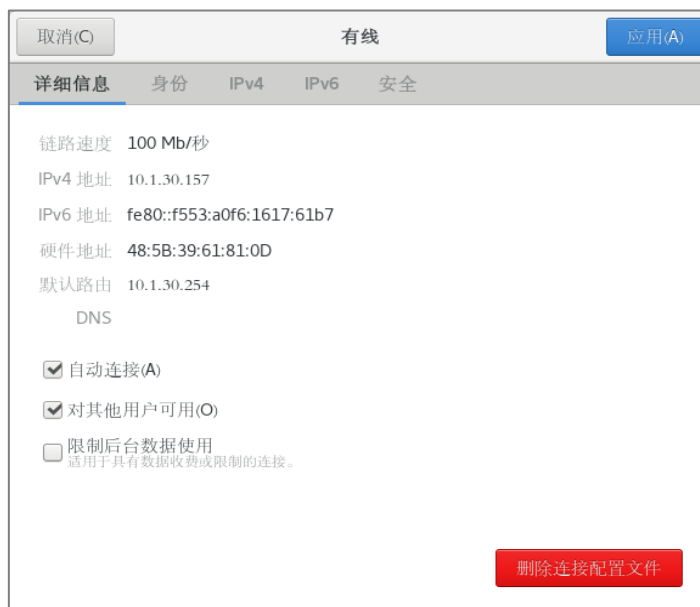 取消(C) 有线 应用(A)
详细信息 身份 IPv4 IPv6 安全
链路速度 100 Mb/秒
IPv4 地址 10.1.30.157
IPv6 地址 fe80::f553:a0f6:1617:61b7
硬件地址 48:5B:39:61:81:0D
默认路由 10.1.30.254
DNS
自动连接(A)
对其他用户可用(O)
限制后台数据使用
适用于具有数据收费或限制的连接。
删除连接配置文件